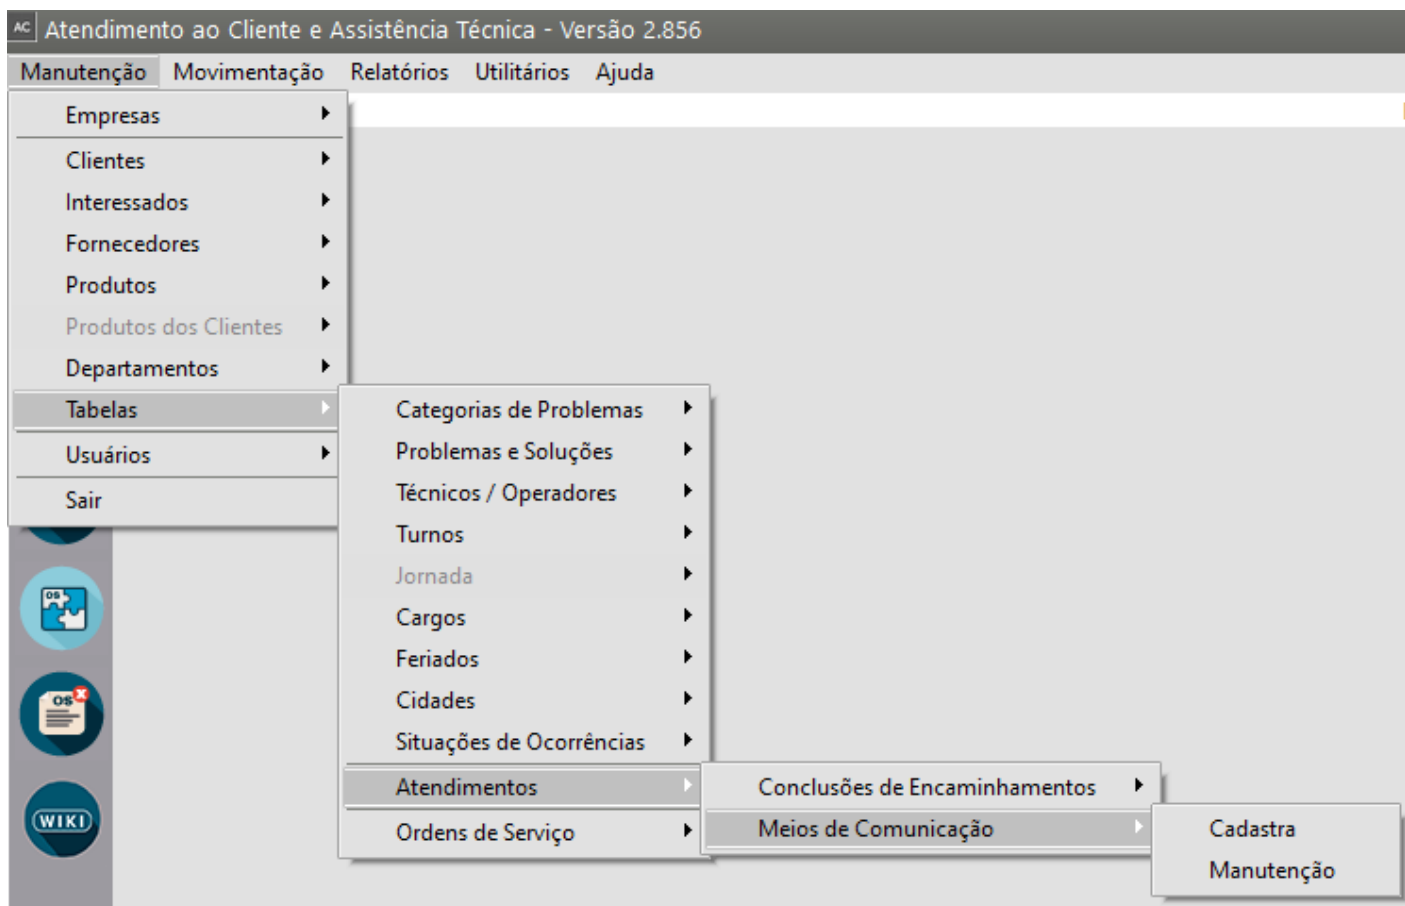 AC Atendimento ao Cliente e Assistência Técnica - Versão 2.856
Manutenção Movimentação Relatórios Utilitários Ajuda
Empresas
Clientes
Interessados
Fornecedores
Produtos
Produtos dos Clientes
Departamentos
Tabelas
Usuários
Sair
Categorias de Problemas
Problemas e Soluções
Técnicos / Operadores
Turnos
Jornada
Cargos
Feriados
Cidades
Situações de Ocorrências
Atendimentos
Ordens de Serviço
Conclusões de Encaminhamentos
Meios de Comunicação
Cadastra
Manutenção
OS
OS
WIKI